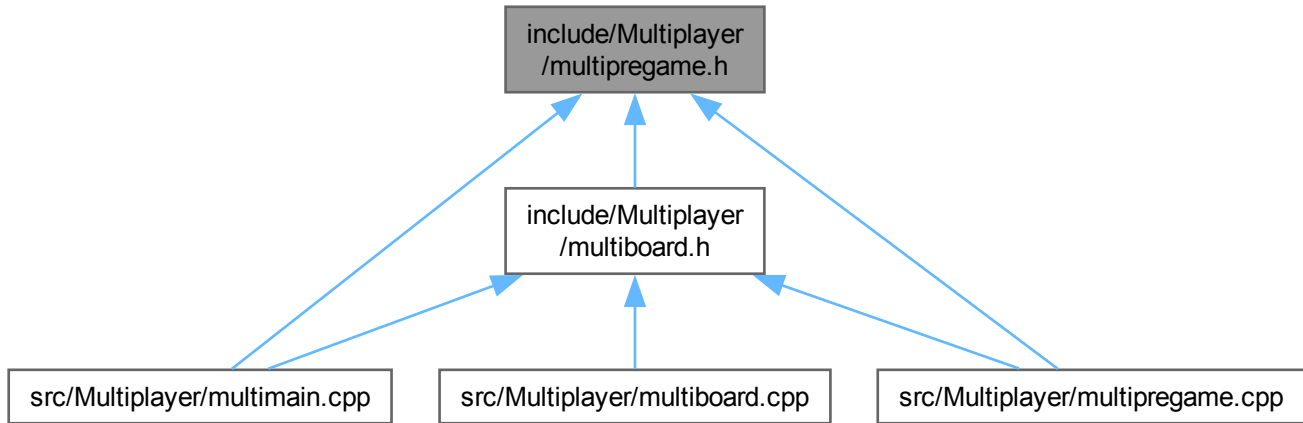 include/Multiplayer
/multipregame.h
include/Multiplayer
/multiboard.h
src/Multiplayer/multimain.cpp
src/Multiplayer/multiboard.cpp
src/Multiplayer/multipregame.cpp